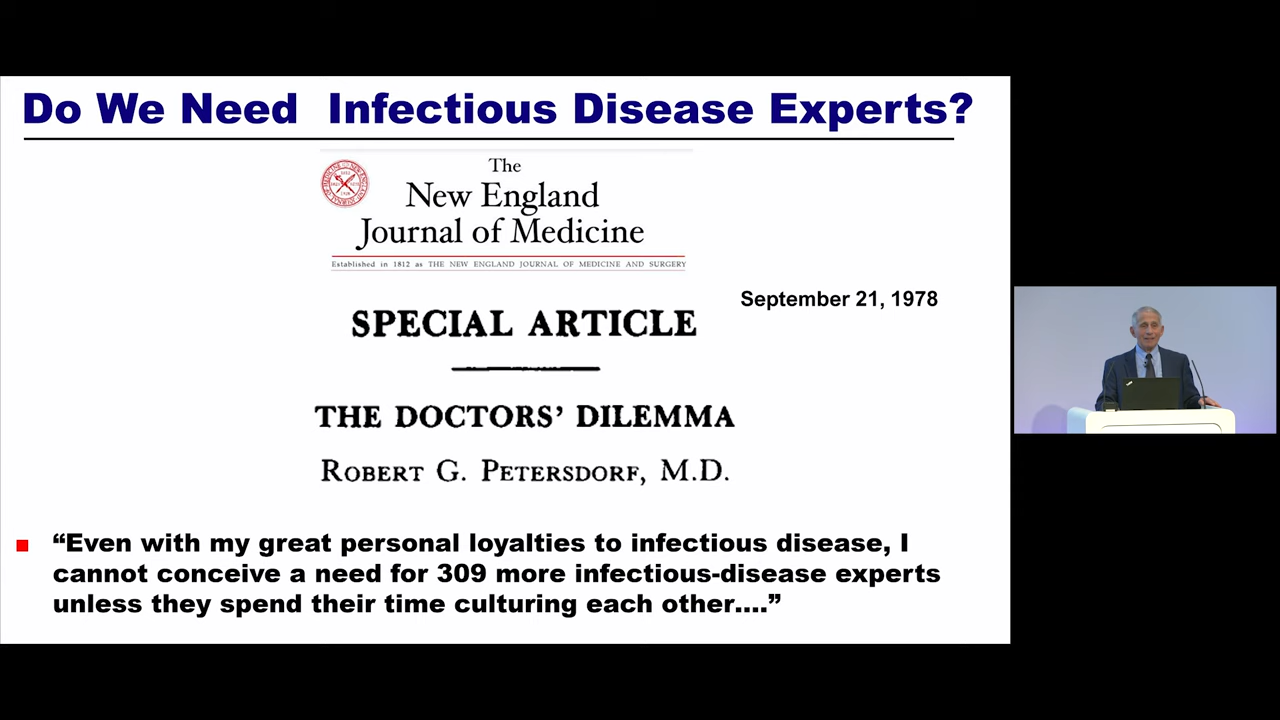 Do We Need Infectious Disease Experts?
The
New England
Journal of Medicine
Established in 1812 as THE NEW ENGLAND JOURNAL OF MEDICINE AND SURGERY
September 21, 1978
SPECIAL ARTICLE
THE DOCTORS’ DILEMMA
ROBERT G. PETERSDORF, M.D.
“Even with my great personal loyalties to infectious disease, I
cannot conceive a need for 309 more infectious-disease experts
unless they spend their time culturing each other....”